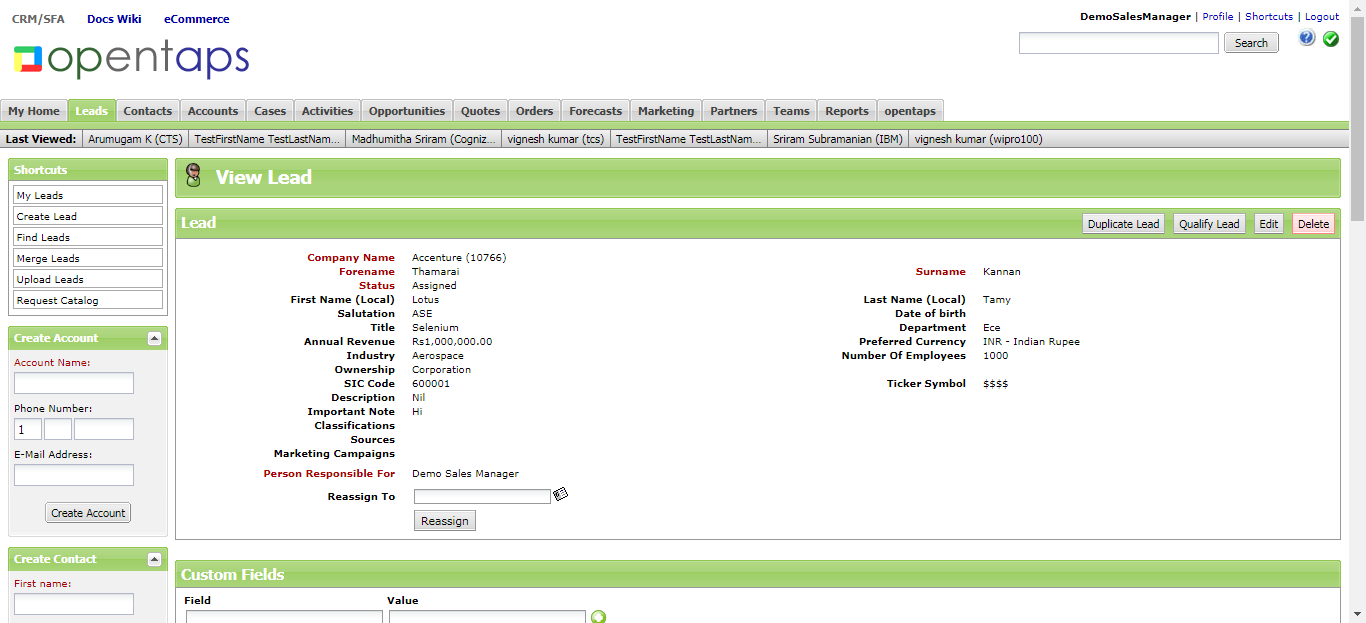 CRM/SFA Docs Wiki eCommerce
DemoSalesManager | Profile | Shortcuts | Logout
opentaps
Search
My Home Leads Contacts Accounts Cases Activities Opportunities Quotes Orders Forecasts Marketing Partners Teams Reports opentaps
Last Viewed: Arumugam K (CTS) TestFirstName TestLastNam... Madhumitha Sriram (Cogniz... vignesh kumar (tcs) TestFirstName TestLastNam... Sriram Subramanian (IBM) vignesh kumar (wipro100)
Shortcuts
My Leads
Create Lead
Find Leads
Merge Leads
Upload Leads
Request Catalog
Create Account
Account Name:
Phone Number:
1
E-Mail Address:
Create Account
Create Contact
First name:
View Lead
Lead
Duplicate Lead Qualify Lead Edit Delete
Company Name Accenture (10766)
Forename Thamarai Surname Kannan
Status Assigned
First Name (Local) Lotus Last Name (Local) Tamy
Salutation ASE Date of birth
Title Selenium Department Ece
Annual Revenue Rs1,000,000.00 Preferred Currency INR - Indian Rupee
Industry Aerospace Number Of Employees 1000
Ownership Corporation
SIC Code 600001 Ticker Symbol $$$$
Description Nil
Important Note Hi
Classifications
Sources
Marketing Campaigns
Person Responsible For Demo Sales Manager
Reassign To
Reassign
Custom Fields
Field Value